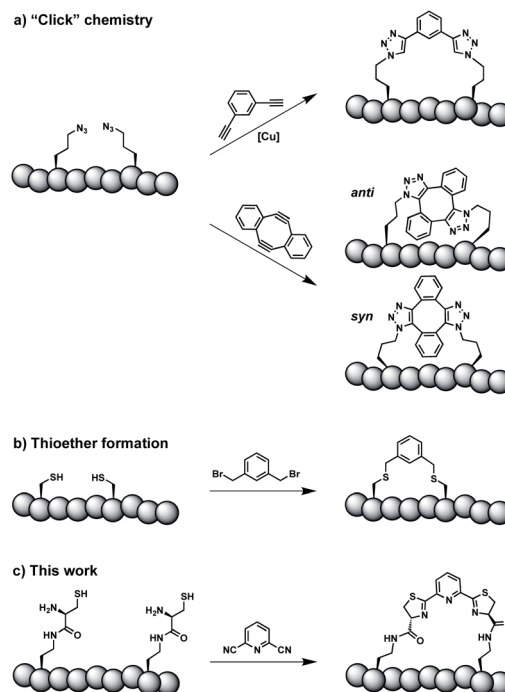 a) "Click" chemistry
N₃ N₃
[Cu]
N N N N N N
anti
N N N N N N
syn
N N N N N N
b) Thioether formation
SH HS
Br Br
S S
c) This work
SH SH
H₂N H₂N
HN O HN O
NC N CN
S N N N S
HN O HN